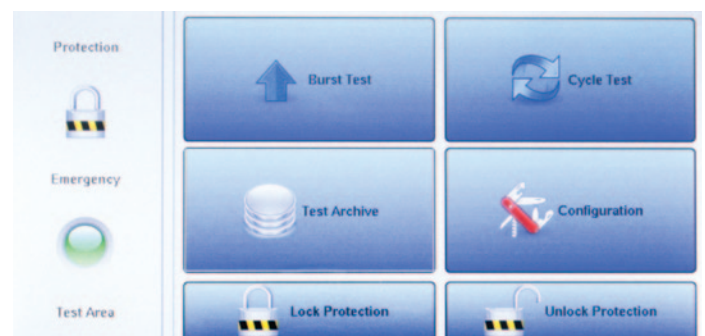 Protection
Burst Test
Cycle Test
Emergency
Test Archive
Configuration
Test Area
Lock Protection
Unlock Protection